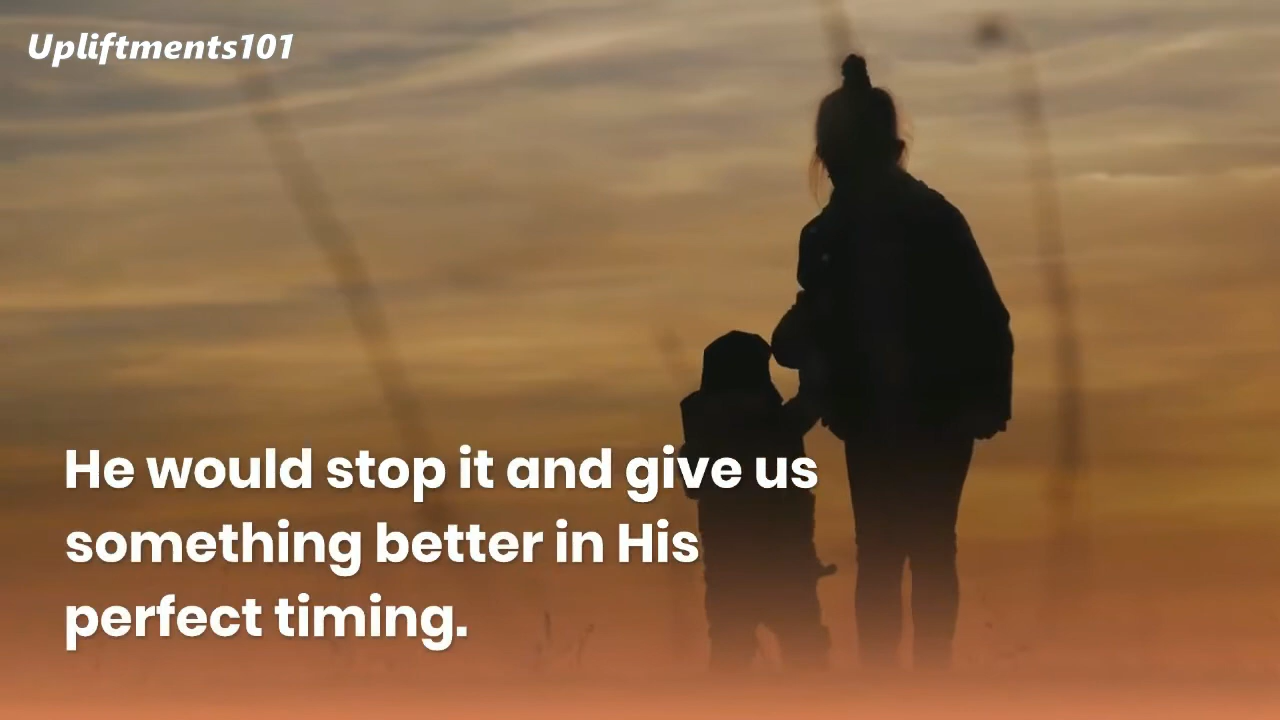 Upliftments101
He would stop it and give us
something better in His
perfect timing.